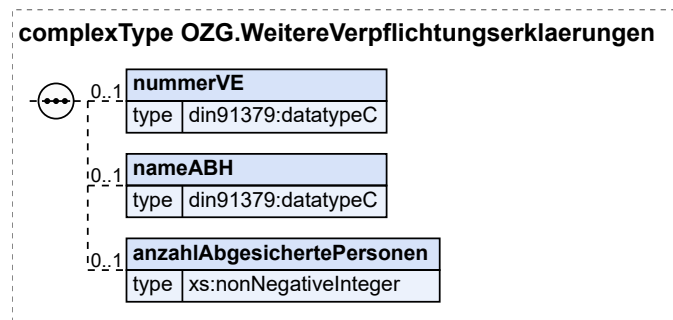 complexType OZG.WeitereVerpflichtungserklaerungen
0..1 nummerVE
type din91379:datatypeC
0..1 nameABH
type din91379:datatypeC
0..1 anzahlAbgesichertePersonen
type xs:nonNegativeInteger